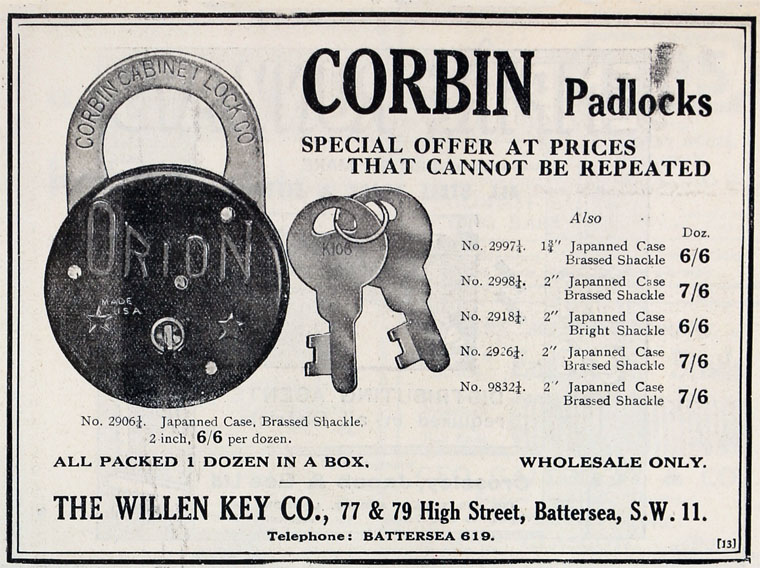 CORBIN CABINET LOCK CO
ORION
MADE
USA
K106
CORBIN Padlocks
SPECIAL OFFER AT PRICES
THAT CANNOT BE REPEATED
Also
Doz.
No. 2997¼. 1¾" Japanned Case
Brassed Shackle 6/6
No. 2998¼. 2" Japanned Case
Brassed Shackle 7/6
No. 2918¼. 2" Japanned Case
Bright Shackle 6/6
No. 2926¼. 2" Japanned Case
Brassed Shackle 7/6
No. 9832¼. 2" Japanned Case
Brassed Shackle 7/6
No. 2906¼. Japanned Case, Brassed Shackle,
2 inch, 6/6 per dozen.
ALL PACKED 1 DOZEN IN A BOX. WHOLESALE ONLY.
THE WILLEN KEY CO., 77 & 79 High Street, Battersea, S.W. 11.
Telephone: BATTERSEA 619.
[13]